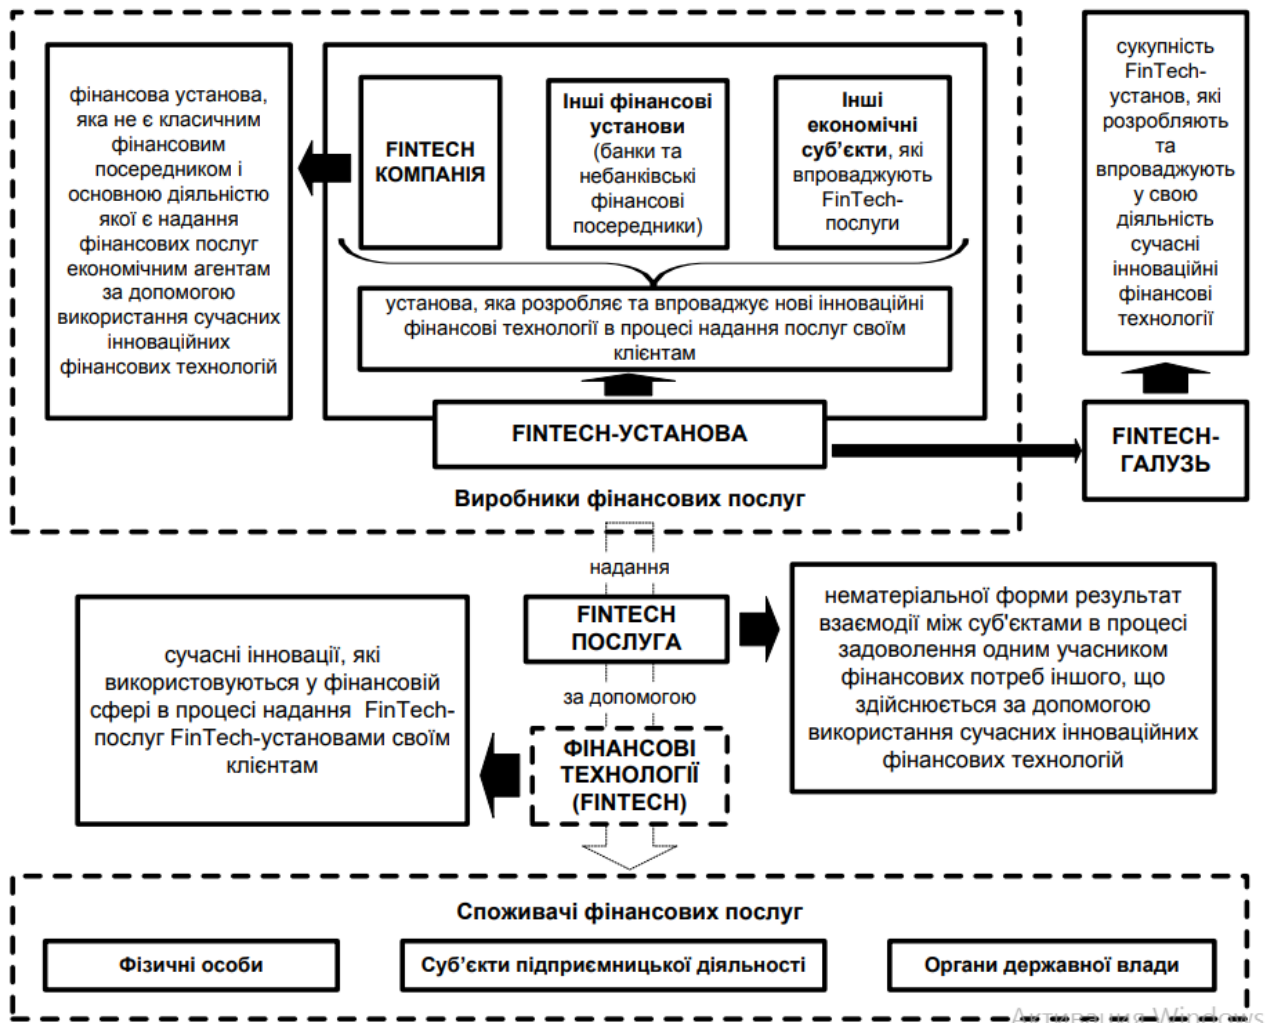 фінансова установа,
яка не є класичним
фінансовим
посередником і
основною діяльністю
якої є надання
фінансових послуг
економічним агентам
за допомогою
використання сучасних
інноваційних
фінансових технологій
FINTECH
КОМПАНІЯ
Інші фінансові
установи
(банки та
небанківські
фінансові
посередники)
Інші
економічні
суб’єкти, які
впроваджують
FinTech-
послуги
установа, яка розробляє та впроваджує нові інноваційні
фінансові технології в процесі надання послуг своїм
клієнтам
FINTECH-УСТАНОВА
Виробники фінансових послуг
сукупність
FinTech-
установ, які
розробляють
та
впроваджують
у свою
діяльність
сучасні
інноваційні
фінансові
технології
FINTECH-
ГАЛУЗЬ
надання
FINTECH
ПОСЛУГА
за допомогою
ФІНАНСОВІ
ТЕХНОЛОГІЇ
(FINTECH)
сучасні інновації, які
використовуються у фінансовій
сфері в процесі надання FinTech-
послуг FinTech-установами своїм
клієнтам
нематеріальної форми результат
взаємодії між суб'єктами в процесі
задоволення одним учасником
фінансових потреб іншого, що
здійснюється за допомогою
використання сучасних інноваційних
фінансових технологій
Споживачі фінансових послуг
Фізичні особи
Суб’єкти підприємницької діяльності
Органи державної влади
Активация Windows